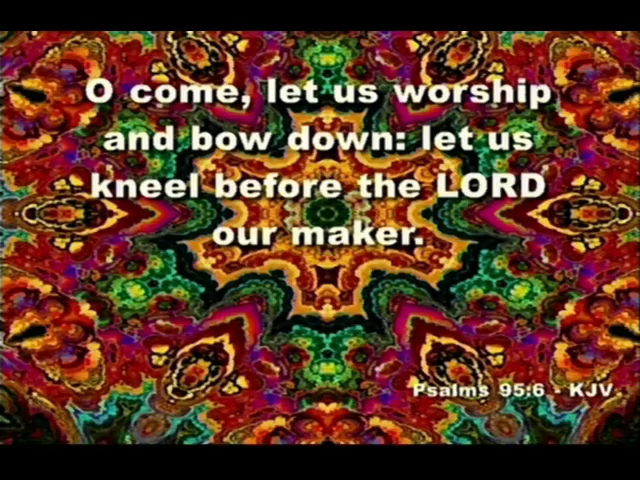 O come, let us worship
and bow down: let us
kneel before the LORD
our maker.
Psalms 95:6 - KJV